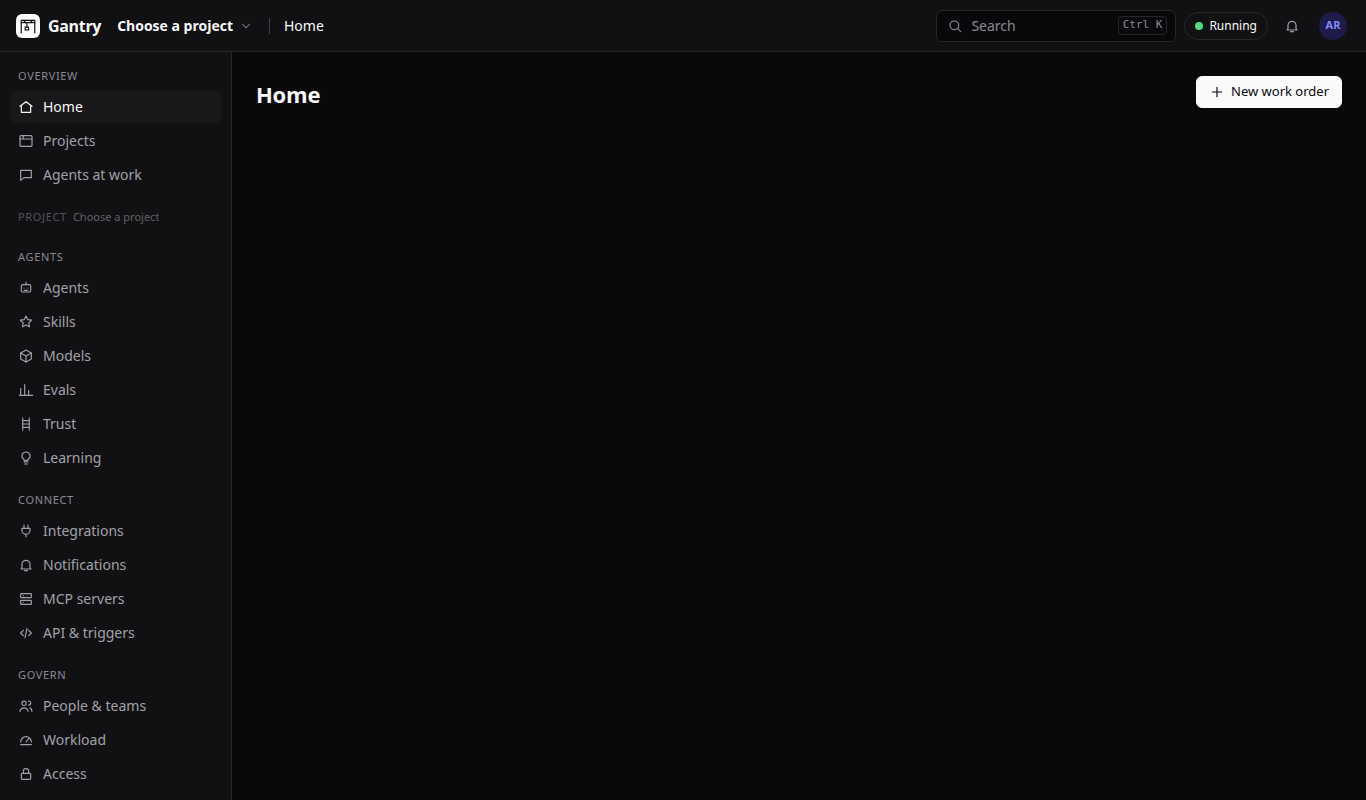 Gantry Choose a project Home Search Ctrl K Running AR
OVERVIEW
Home
Projects
Agents at work
PROJECT Choose a project
AGENTS
Agents
Skills
Models
Evals
Trust
Learning
CONNECT
Integrations
Notifications
MCP servers
API & triggers
GOVERN
People & teams
Workload
Access
Home
New work order